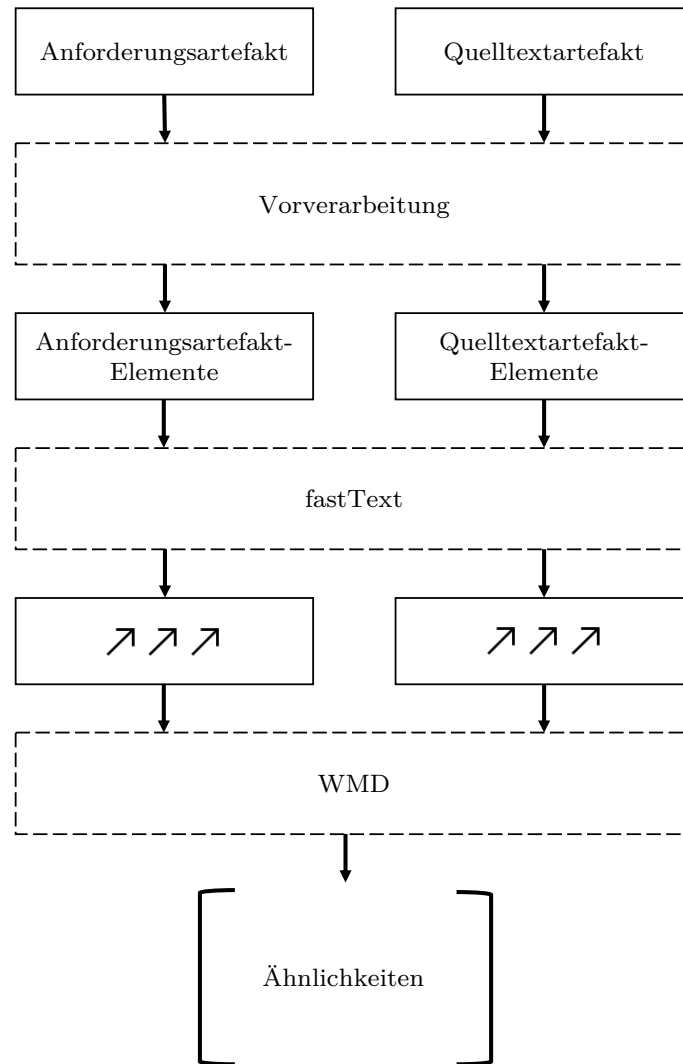 Anforderungsartefakt
Quelltextartefakt
Vorverarbeitung
Anforderungsartefakt-
Elemente
Quelltextartefakt-
Elemente
fastText
WMD
Ähnlichkeiten